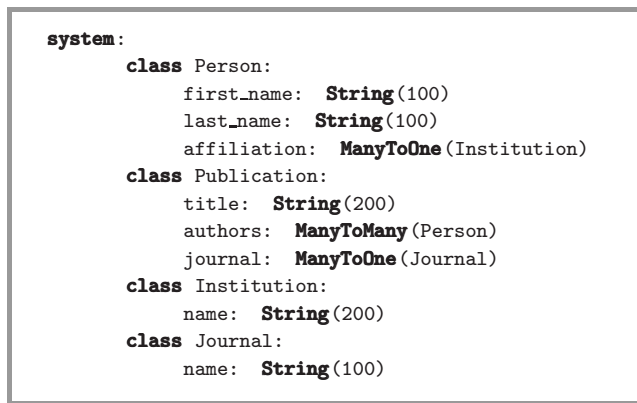 system:
class Person:
first_name: String(100)
last_name: String(100)
affiliation: ManyToOne(Institution)
class Publication:
title: String(200)
authors: ManyToMany(Person)
journal: ManyToOne(Journal)
class Institution:
name: String(200)
class Journal:
name: String(100)